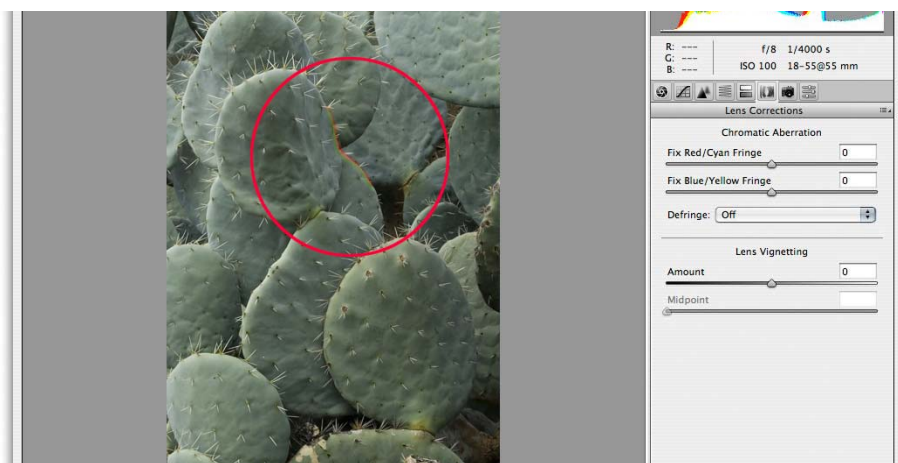 R: ---
G: ---
B: ---
f/8 1/4000 s
ISO 100 18-55@55 mm
Lens Corrections
Chromatic Aberration
Fix Red/Cyan Fringe 0
Fix Blue/Yellow Fringe 0
Defringe: Off
Lens Vignetting
Amount 0
Midpoint